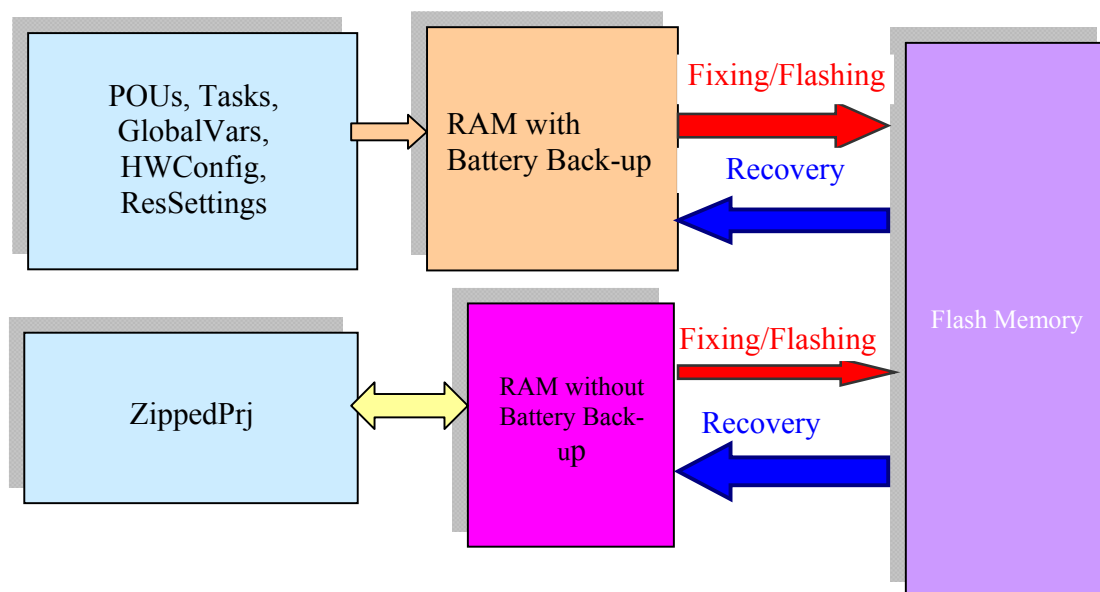 POUs, Tasks,
GlobalVars,
HWConfig,
ResSettings
RAM with
Battery Back-up
Fixing/Flashing
Recovery
ZippedPrj
RAM without
Battery Back-
up
Fixing/Flashing
Recovery
Flash Memory